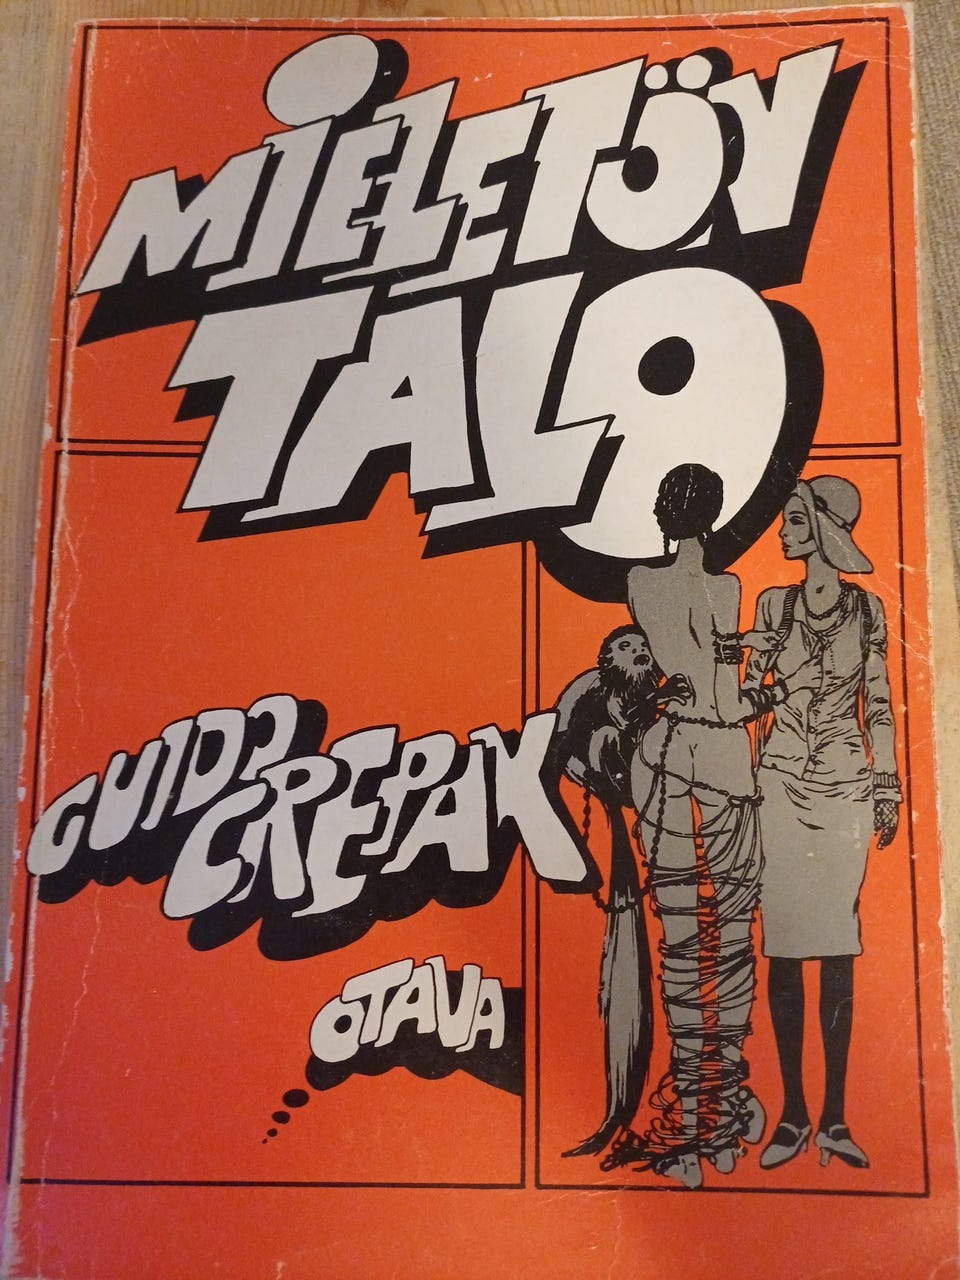 MIELETÖN
TALO
GUIDO
CREPAX
OTAVA